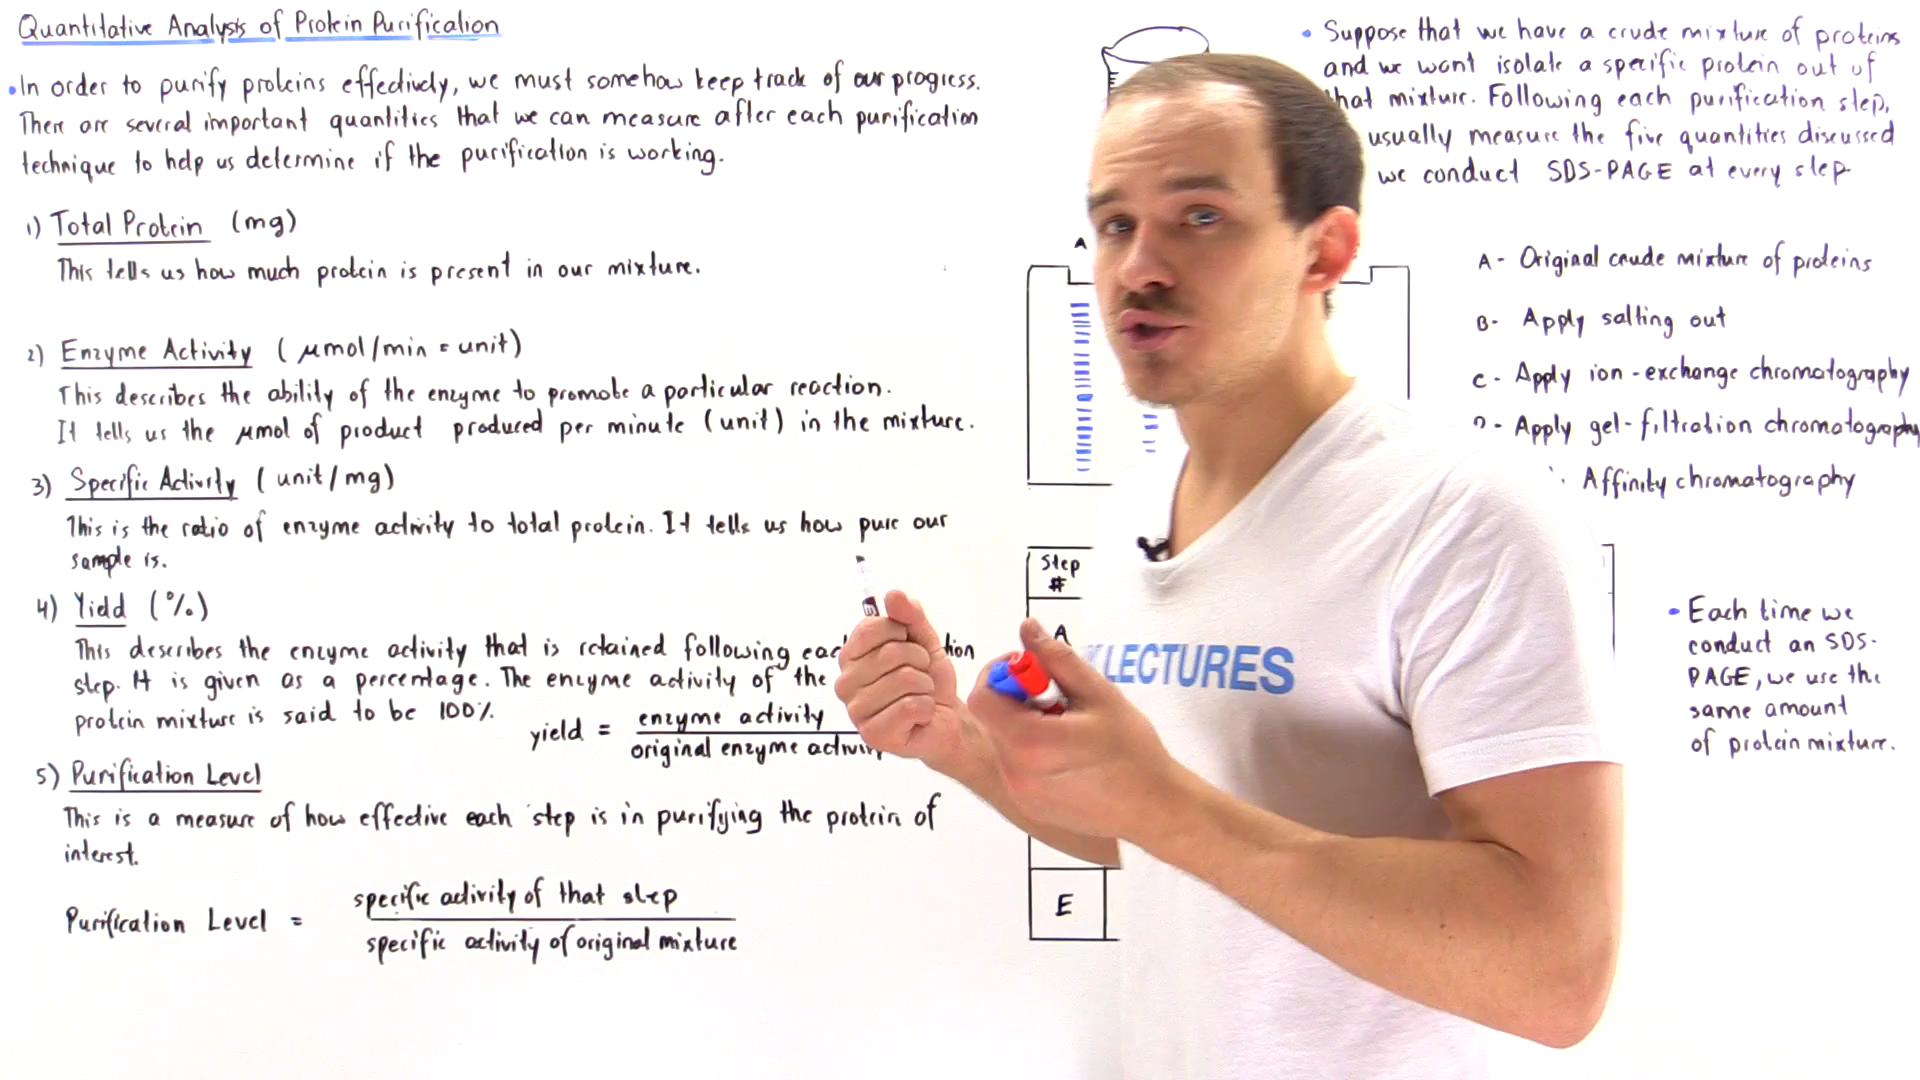 Quantitative Analysis of Protein Purification
• In order to purify proteins effectively, we must somehow keep track of our progress.
There are several important quantities that we can measure after each purification
technique to help us determine if the purification is working.
1) Total Protein (mg)
This tells us how much protein is present in our mixture.
2) Enzyme Activity (μmol/min = unit)
This describes the ability of the enzyme to promote a particular reaction.
It tells us the μmol of product produced per minute (unit) in the mixture.
3) Specific Activity (unit/mg)
This is the ratio of enzyme activity to total protein. It tells us how pure our
sample is.
4) Yield (%)
This describes the enzyme activity that is retained following
step. It is given as a percentage. The enzyme activity of the
protein mixture is said to be 100%.
yield = enzyme activity
original enzyme
5) Purification Level
This is a measure of how effective each step is in purifying the protein of
interest.
Purification Level = specific activity of that step
specific activity of original mixture
• Suppose that we have a crude mixture of proteins
and we want isolate a specific protein out of
that mixture. Following each purification step,
usually measure the five quantities discussed
we conduct SDS-PAGE at every step
A
A - Original crude mixture of proteins
B - Apply salting out
C - Apply ion-exchange chromatography
D - Apply gel-filtration chromatography
Affinity chromatography
Step
#
A
E
• Each time we
conduct an SDS-
PAGE, we use the
same amount
of protein mixture.
LECTURES